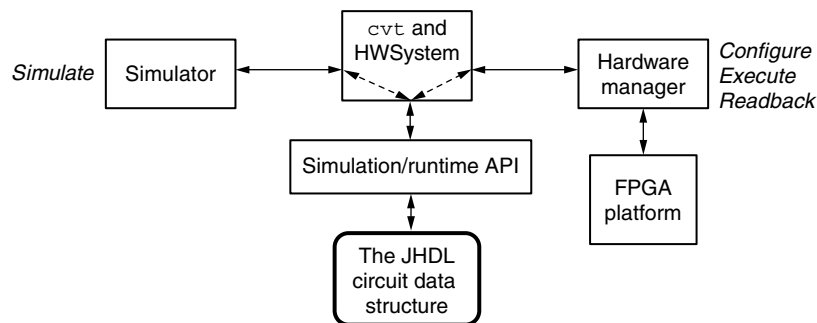 Simulate
Simulator
cvt and
HWSystem
Hardware
manager
Configure
Execute
Readback
Simulation/runtime API
FPGA
platform
The JHDL
circuit data
structure